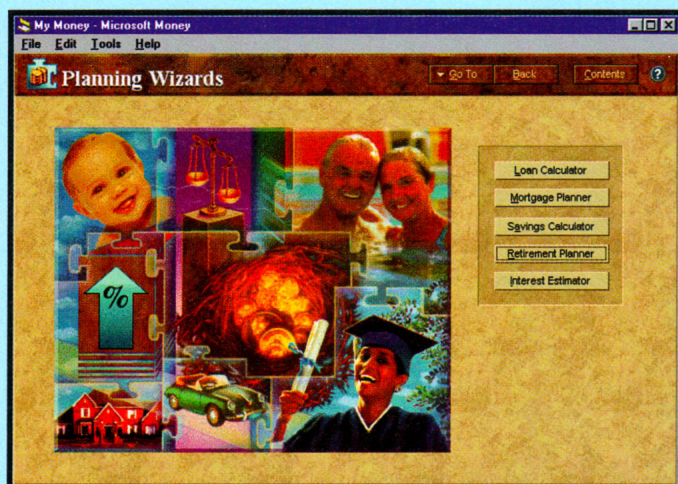 My Money - Microsoft Money
File Edit Tools Help
Planning Wizards
Go To Back Contents ?
Loan Calculator
Mortgage Planner
Savings Calculator
Retirement Planner
Interest Estimator
%